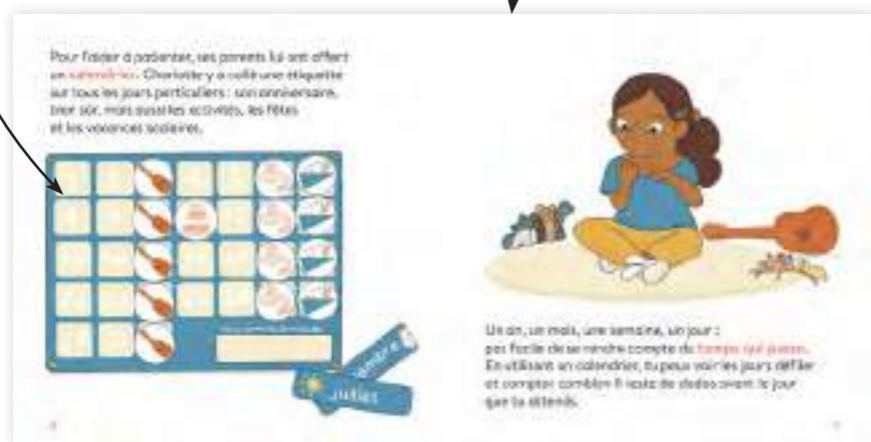 Pour l'aider à patienter, ses parents lui ont offert
un calendrier. Charlotte y a collé une étiquette
sur tous les jours particuliers : son anniversaire,
bien sûr, mais aussi les activités, les fêtes
et les vacances scolaires.
juillet
Un an, un mois, une semaine, un jour :
pas facile de se rendre compte du temps qui passe.
En utilisant un calendrier, tu peux voir les jours défiler
et compter combien il reste de dodos avant le jour
que tu attends.